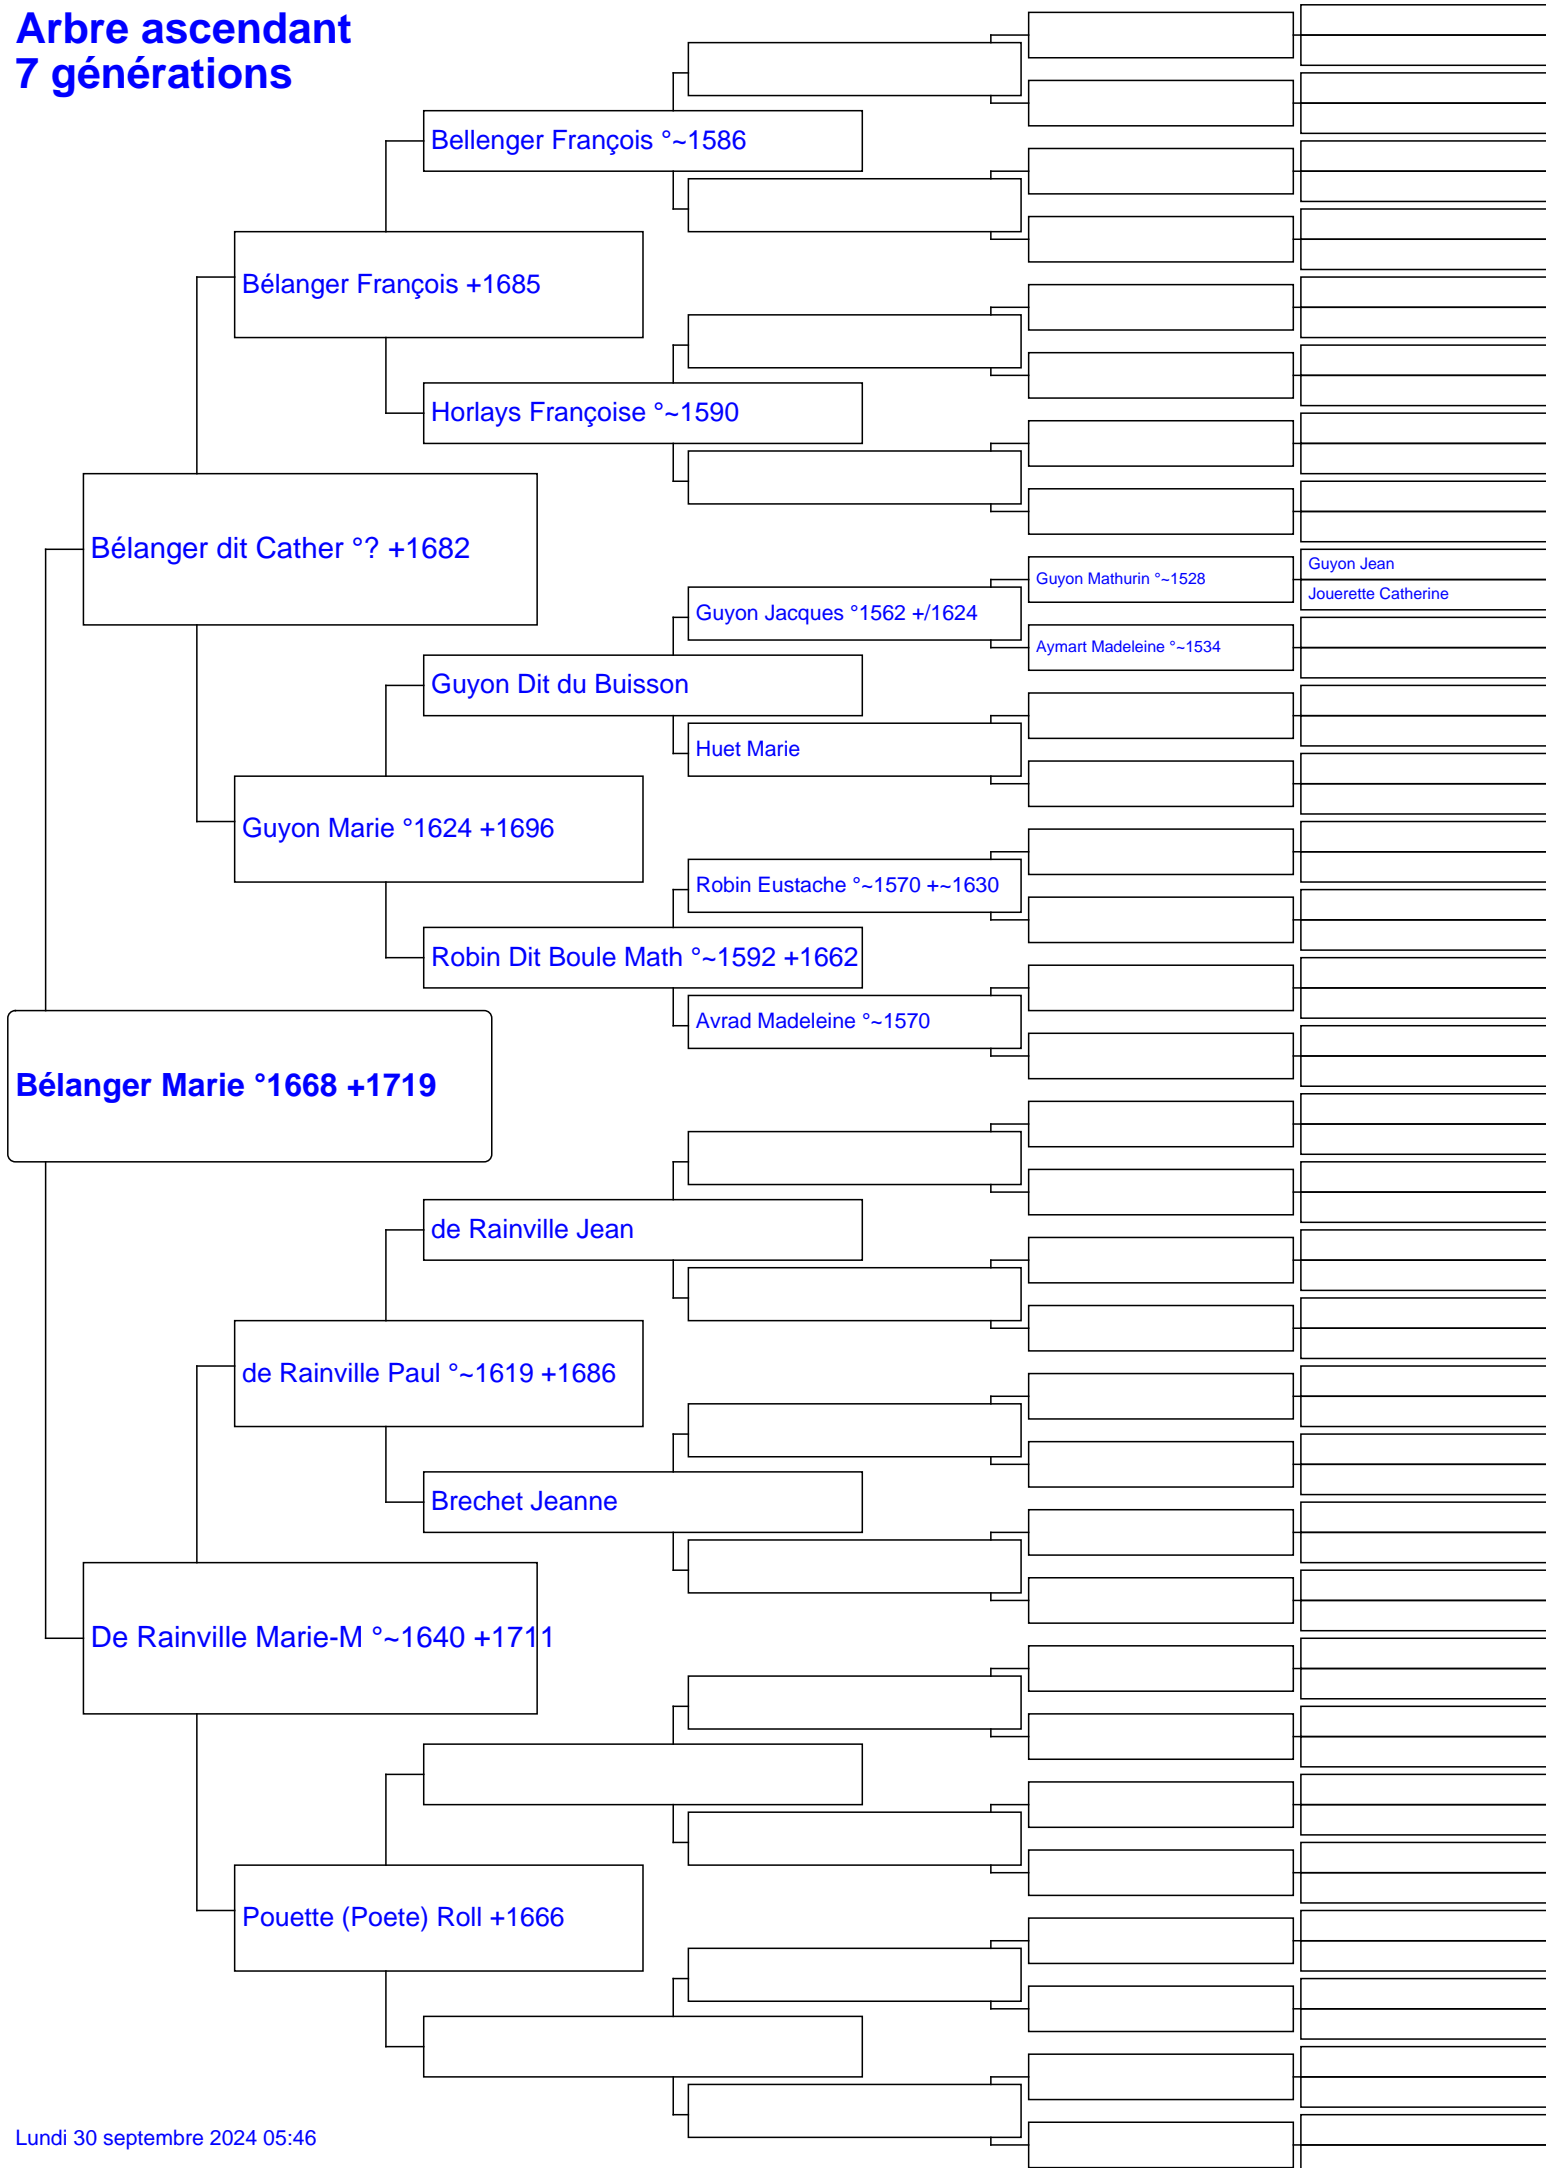 Arbre ascendant
7 générations
Bellenger François °~1586
Bélanger François +1685
Horlays Françoise °~1590
Bélanger dit Cather °? +1682
Guyon Jean
Guyon Mathurin °~1528
Jouerette Catherine
Guyon Jacques °1562 +/1624
Aymart Madeleine °~1534
Guyon Dit du Buisson
Huet Marie
Guyon Marie °1624 +1696
Robin Eustache °~1570 +~1630
Robin Dit Boule Math °~1592 +1662
Avrad Madeleine °~1570
Bélanger Marie °1668 +1719
de Rainville Jean
de Rainville Paul °~1619 +1686
Brechet Jeanne
De Rainville Marie-M °~1640 +1711
Pouette (Poete) Roll +1666
Lundi 30 septembre 2024 05:46